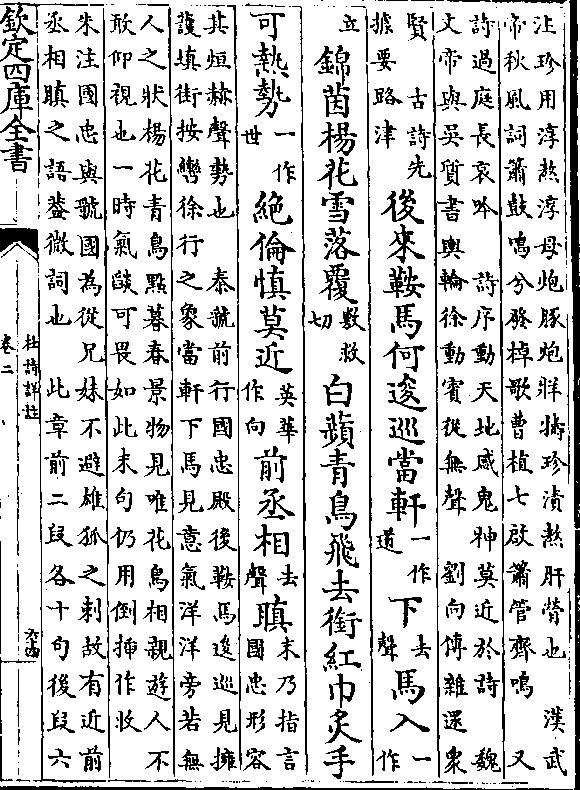 注珍用淳熬淳母炮豚炮牂擣珍漬熬肝膋也 漢武
帝秋風詞簫鼓鳴兮發棹歌曹植七啟簫管齊鳴 又
詩過庭長哀吟 詩序動天地感鬼神莫近於詩 魏
文帝與吳質書輿輪徐動賓從無聲 劉向傳雜遝衆
賢 古詩先據要路津 後來鞍馬何逡巡當軒一作道下去聲馬入一作
立 錦茵楊花雪落覆敷救切白蘋青鳥飛去銜紅巾炙手
可熱勢一作世絶倫慎莫近英華作向前丞相去聲瞋末乃指言國忠形容
其烜赫聲勢也 秦虢前行國忠殿後鞍馬逡巡見擁
護填街按轡徐行之象當軒下馬見意氣洋洋旁若無
人之狀楊花青鳥點暮春景物見唯花鳥相親遊人不
敢仰視也一時氣燄可畏如此末句仍用倒揷作收
朱注國忠與虢國為從兄妹不避雄狐之刺故有近前
丞相瞋之語蓋微詞也 此章前二段各十句後段六
欽定四庫全書
杜詩詳註
卷二